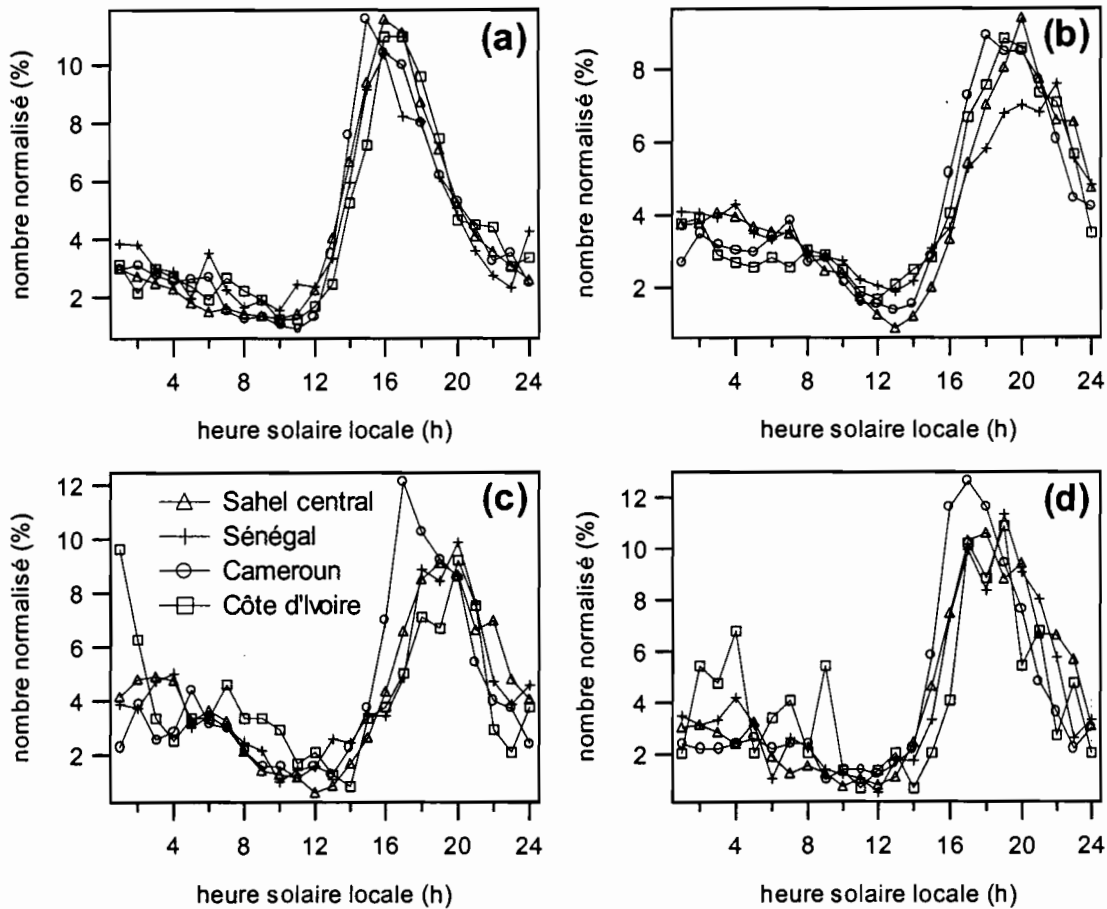 (a)
nombre normalisé (%)
10
8
6
4
2
4 8 12 16 20 24
heure solaire locale (h)
(b)
nombre normalisé (%)
8
6
4
2
4 8 12 16 20 24
heure solaire locale (h)
(c)
nombre normalisé (%)
12
10
8
6
4
2
Sahel central
Sénégal
Cameroun
Côte d'Ivoire
4 8 12 16 20 24
heure solaire locale (h)
(d)
nombre normalisé (%)
12
10
8
6
4
2
4 8 12 16 20 24
heure solaire locale (h)